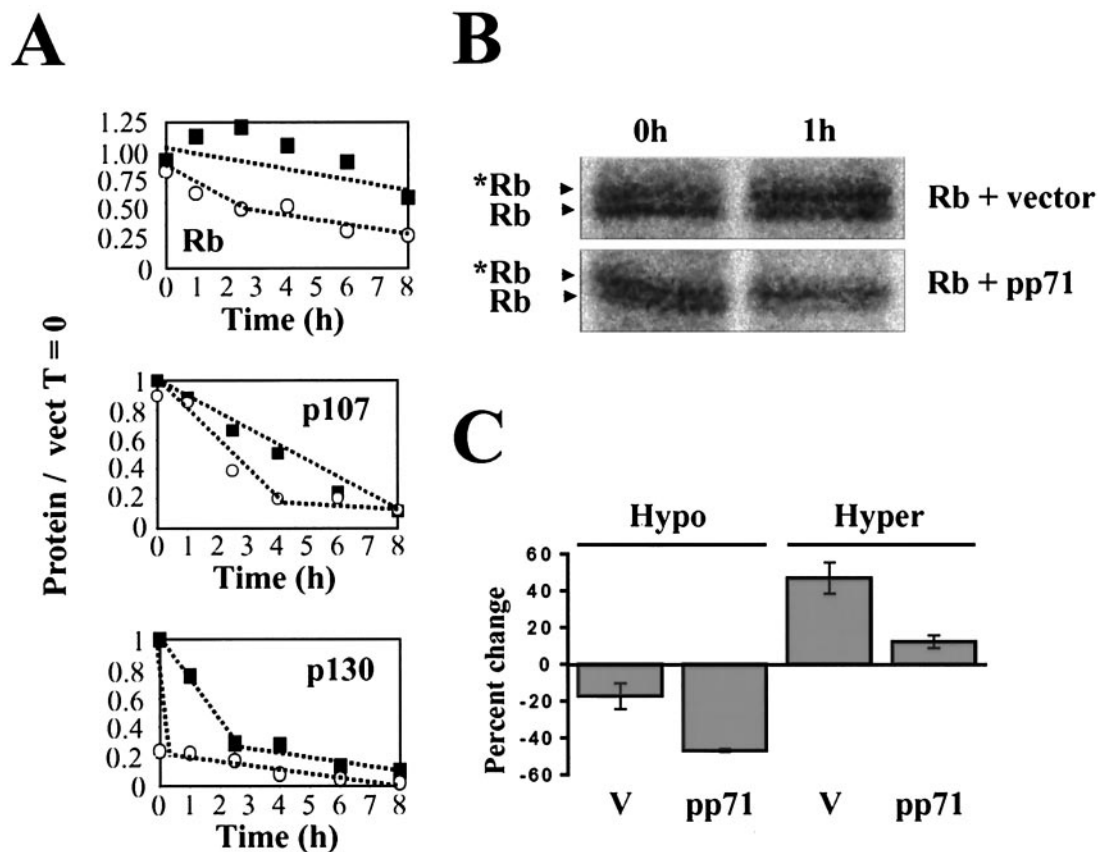 A
Protein / vect T = 0
1.25
1.00
0.75
0.50
0.25
0
Rb
0 1 2 3 4 5 6 7 8
Time (h)
1
0.8
0.6
0.4
0.2
0
p107
0 1 2 3 4 5 6 7 8
Time (h)
1
0.8
0.6
0.4
0.2
0
p130
0 1 2 3 4 5 6 7 8
Time (h)
B
0h 1h
*Rb
Rb
Rb + vector
*Rb
Rb
Rb + pp71
C
Hypo Hyper
Percent change
60
40
20
0
-20
-40
-60
V pp71 V pp71